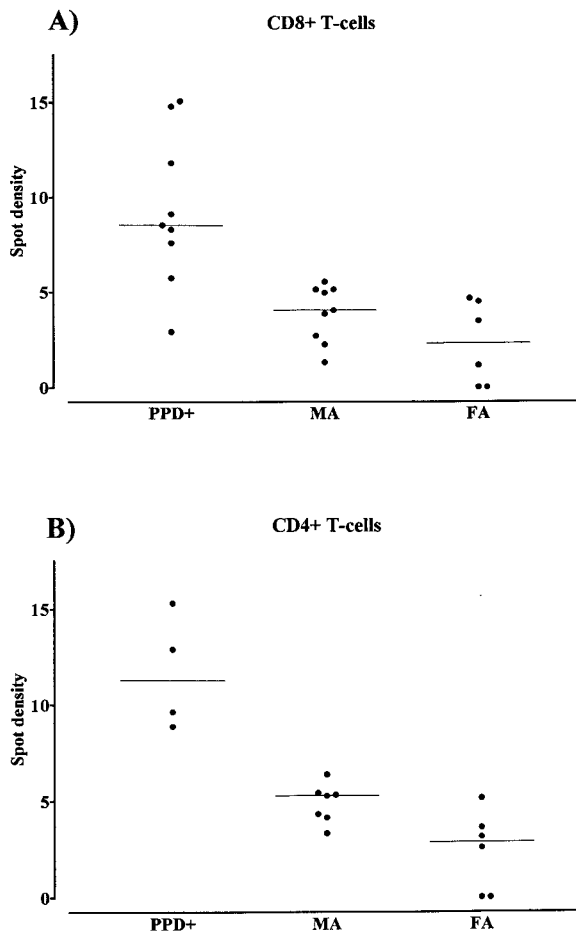 A)
CD8+ T-cells
15
10
5
0
Spot density
PPD+ MA FA
B)
CD4+ T-cells
15
10
5
0
Spot density
PPD+ MA FA